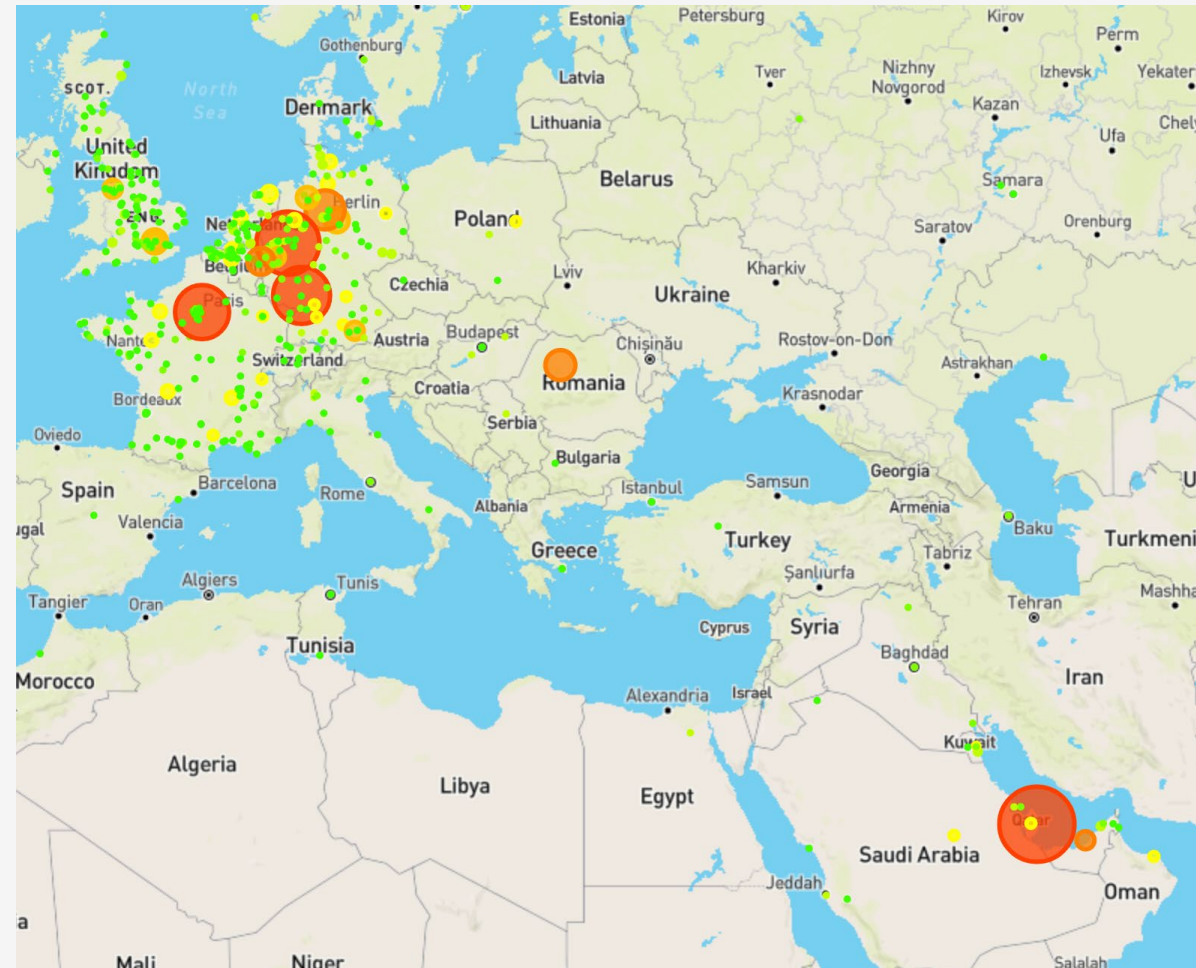 Estonia
Petersburg
Kirov
Perm
Gothenburg
Latvia
Tver
Nizhny
Novgorod
Izhevsk
Yekater
SCOT.
North
Sea
Denmark
Lithuania
Kazan
Ufa
Chely
United
Kingdom
Belarus
Samara
Berlin
ENG.
Poland
Saratov
Orenburg
Lviv
Kharkiv
Czechia
Ukraine
Paris
Nantes
Switzerland
Austria
Budapest
Chișinău
Rostov-on-Don
Astrakhan
Croatia
Romania
Krasnodar
Bordeaux
Serbia
Oviedo
Bulgaria
Georgia
Spain
Barcelona
Rome
Istanbul
Samsun
U
ugal
Valencia
Albania
Armenia
Baku
Greece
Turkey
Tabriz
Turkmeni
Algiers
Tunis
Şanlıurfa
Mashha
Tangier
Oran
Tehran
Tunisia
Cyprus
Syria
Baghdad
Morocco
Alexandria
Israel
Iran
Kuwait
Algeria
Libya
Egypt
Qatar
Saudi Arabia
Jeddah
Oman
a
Mali
Niger
Salalah